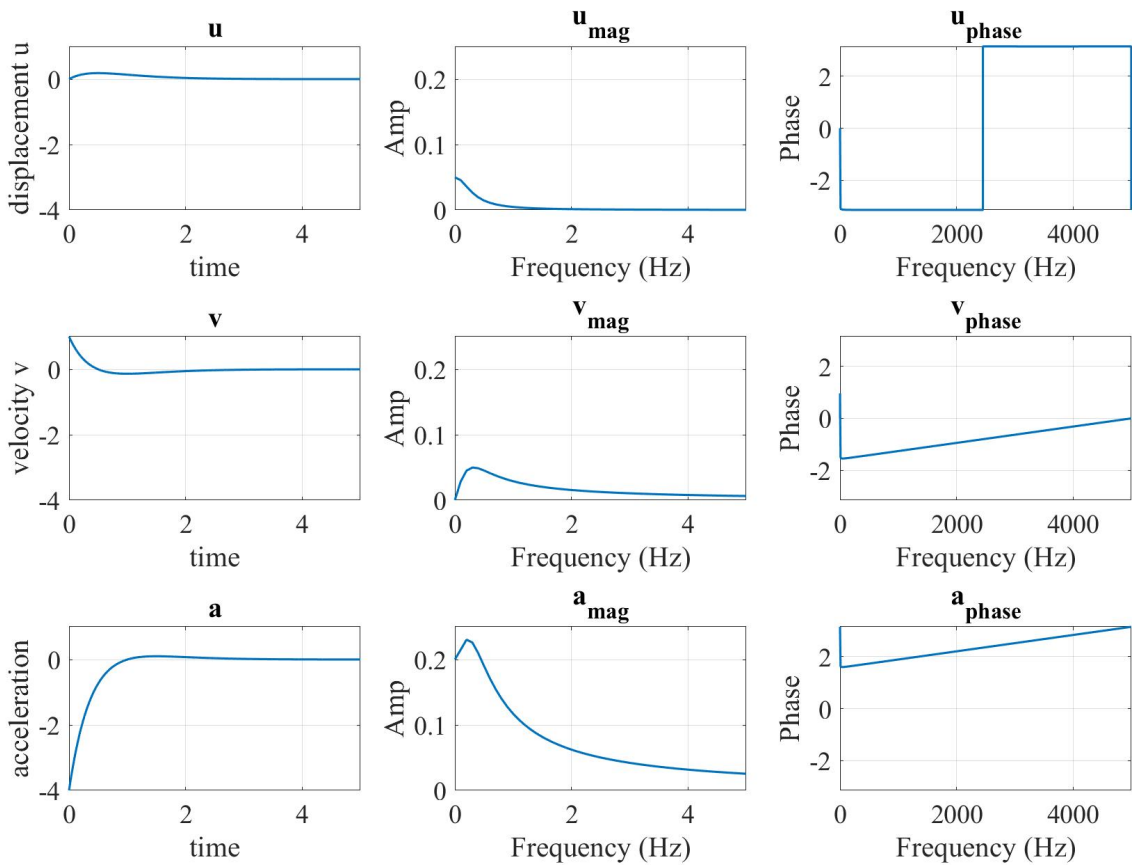 u
displacement u
0
-2
-4
0 2 4
time
u_mag
Amp
0.2
0.1
0
0 2 4
Frequency (Hz)
u_phase
Phase
2
0
-2
0 2000 4000
Frequency (Hz)
v
velocity v
0
-2
-4
0 2 4
time
v_mag
Amp
0.2
0.1
0
0 2 4
Frequency (Hz)
v_phase
Phase
2
0
-2
0 2000 4000
Frequency (Hz)
a
acceleration
0
-2
-4
0 2 4
time
a_mag
Amp
0.2
0.1
0
0 2 4
Frequency (Hz)
a_phase
Phase
2
0
-2
0 2000 4000
Frequency (Hz)